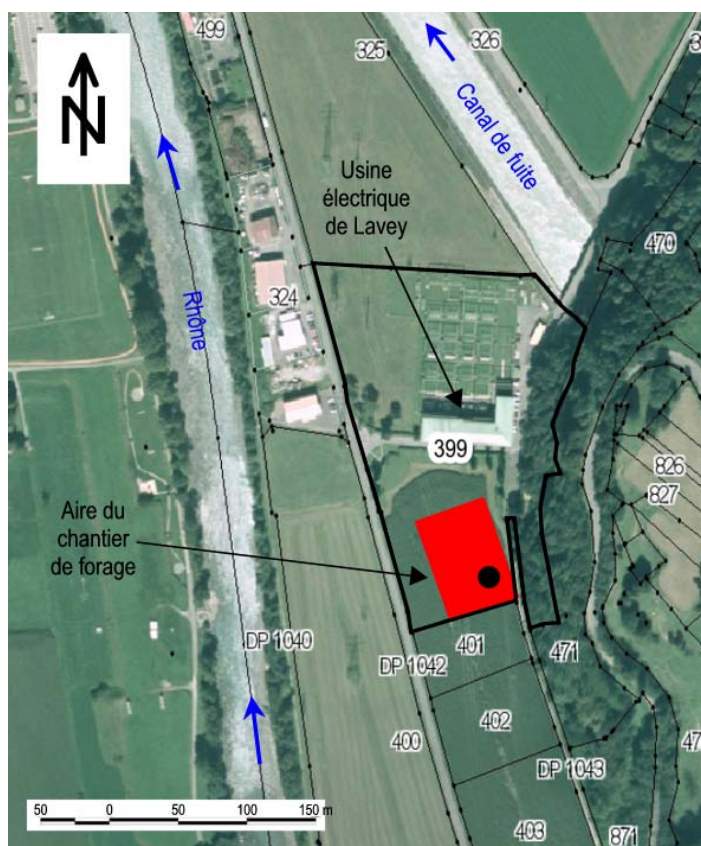 499
325
326
N
Canal de fuite
Usine
électrique
de Lavey
470
324
Rhône
399
826
827
Aire du
chantier
de forage
DP 1040
401
DP 1042
471
402
400
DP 1043
403
871
50 0 50 100 150 m